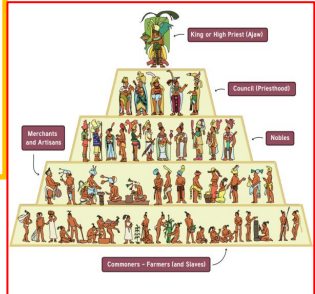 King or High Priest (Ajaw)
Council (Priesthood)
Merchants
and Artisans
Nobles
Commoners – Farmers (and Slaves)